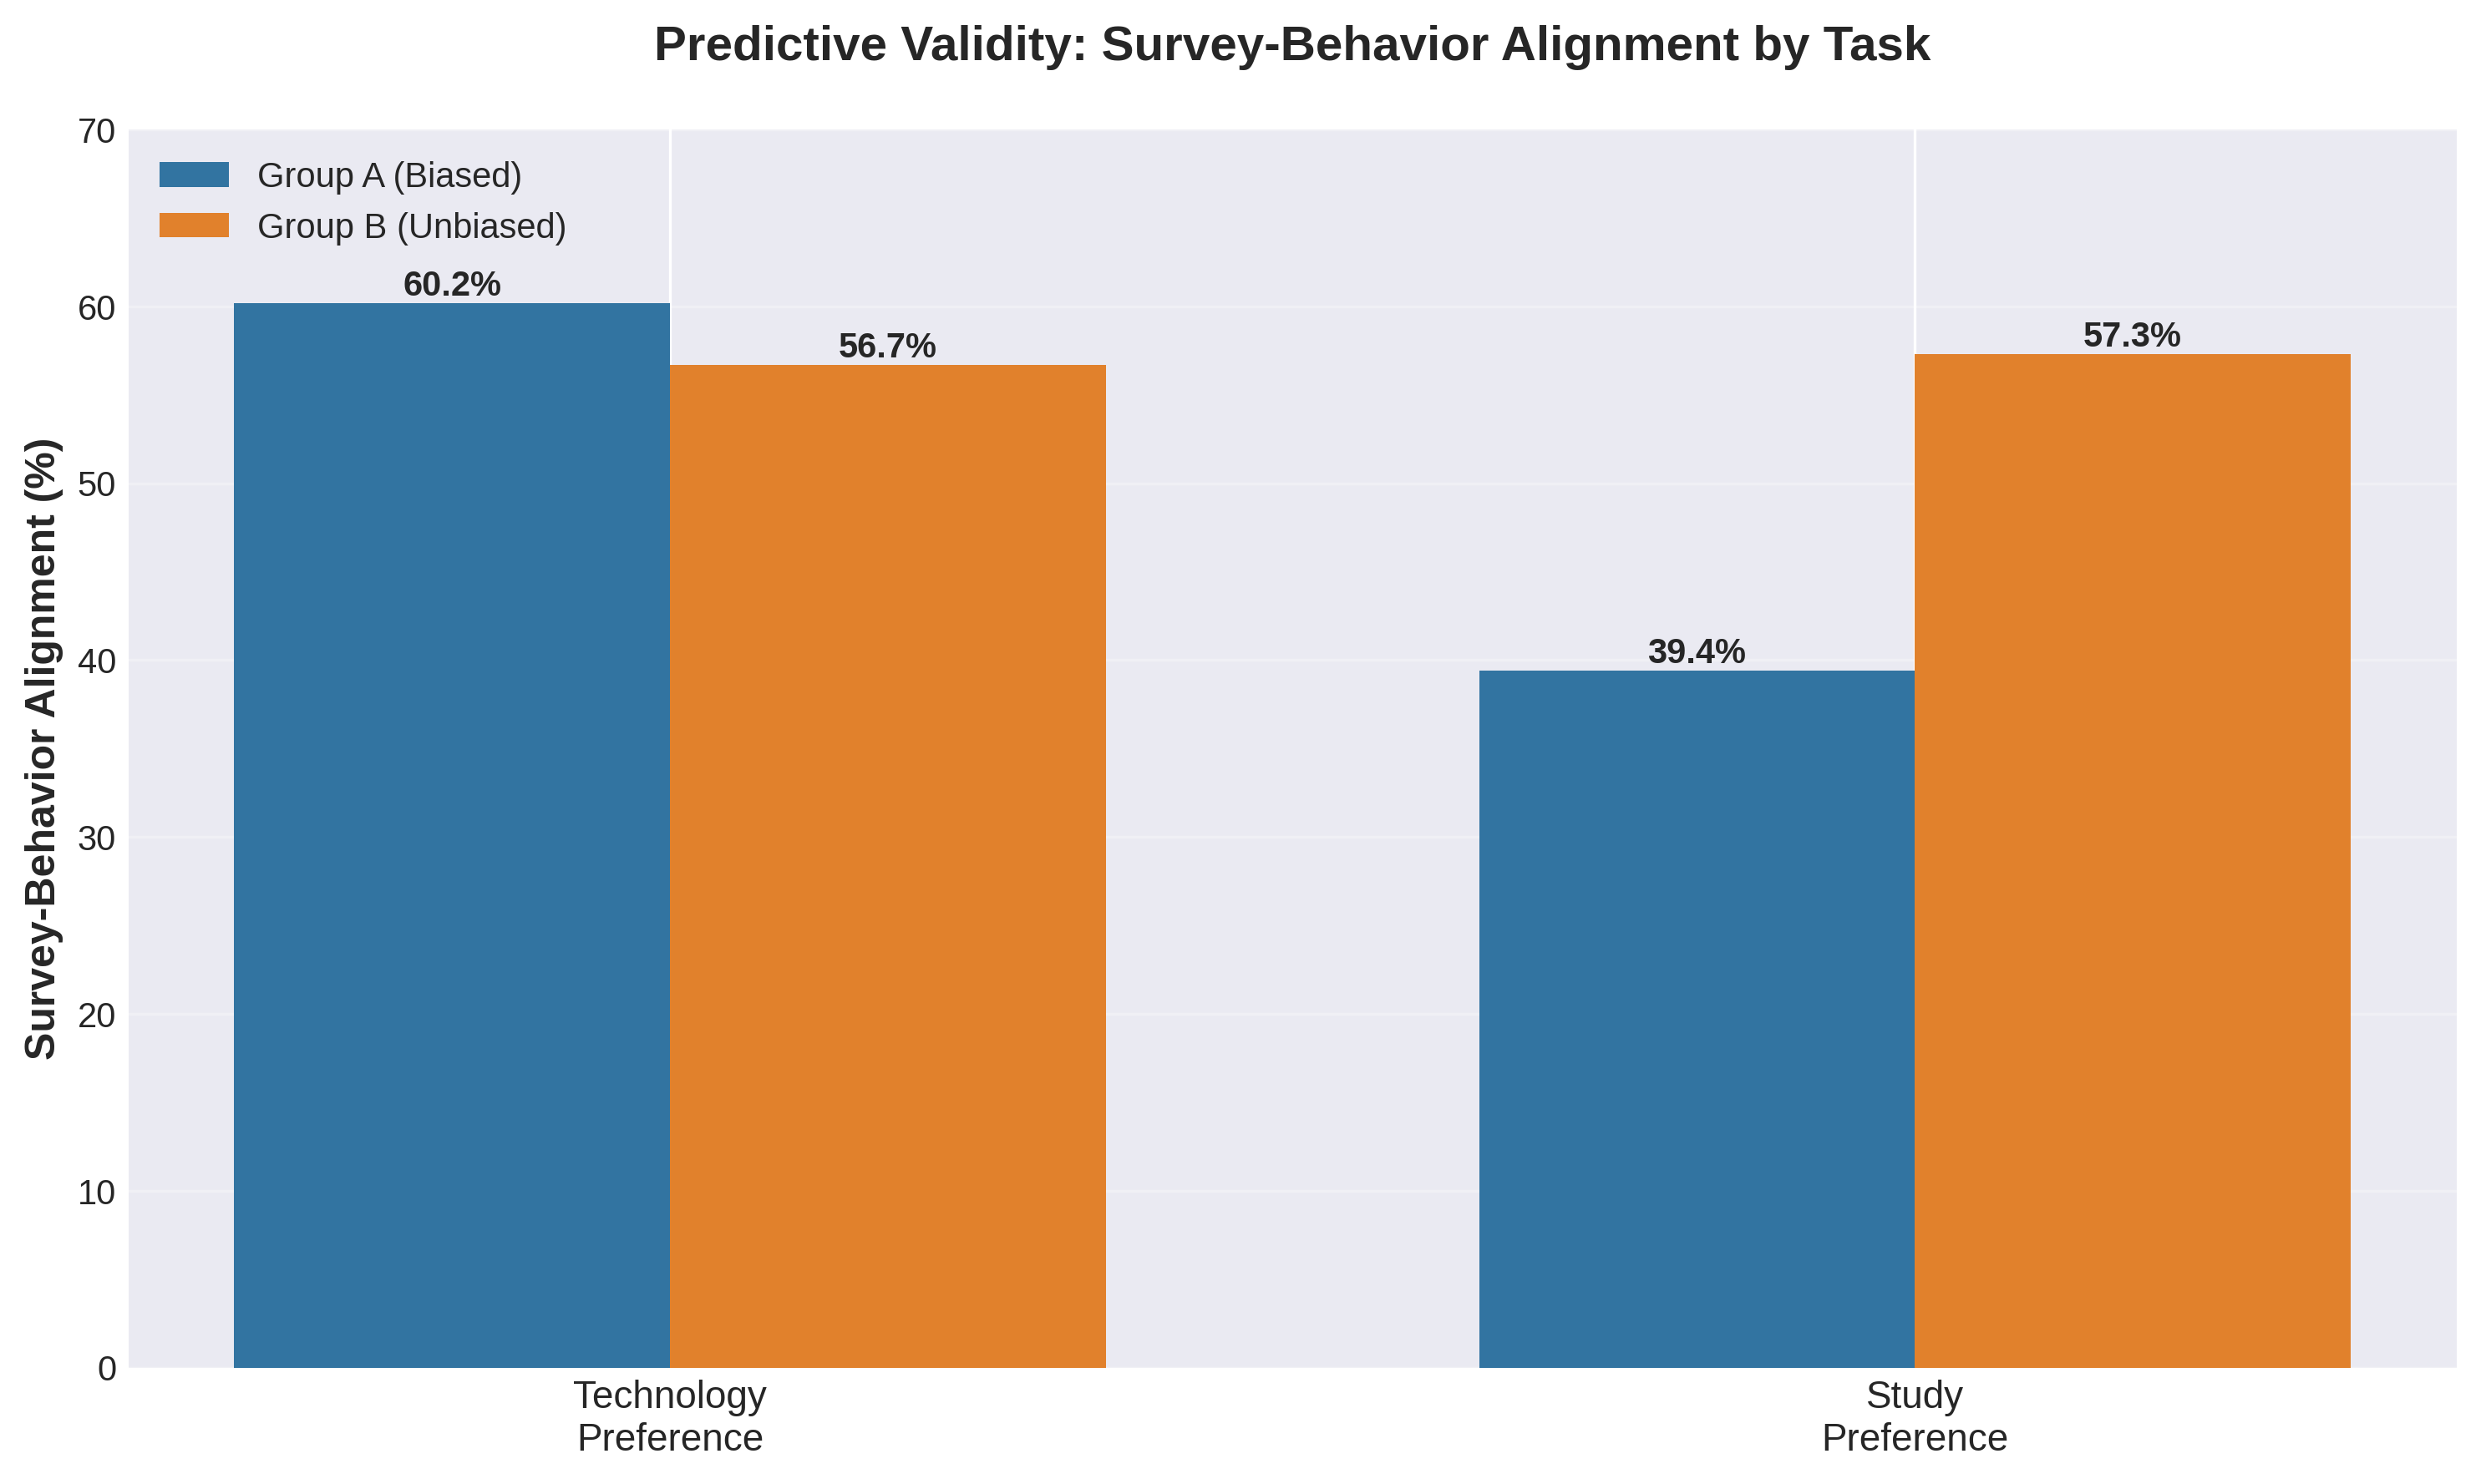 Predictive Validity: Survey-Behavior Alignment by Task
Survey-Behavior Alignment (%)
70
60
50
40
30
20
10
0
Group A (Biased)
Group B (Unbiased)
60.2%
56.7%
39.4%
57.3%
Technology
Preference
Study
Preference